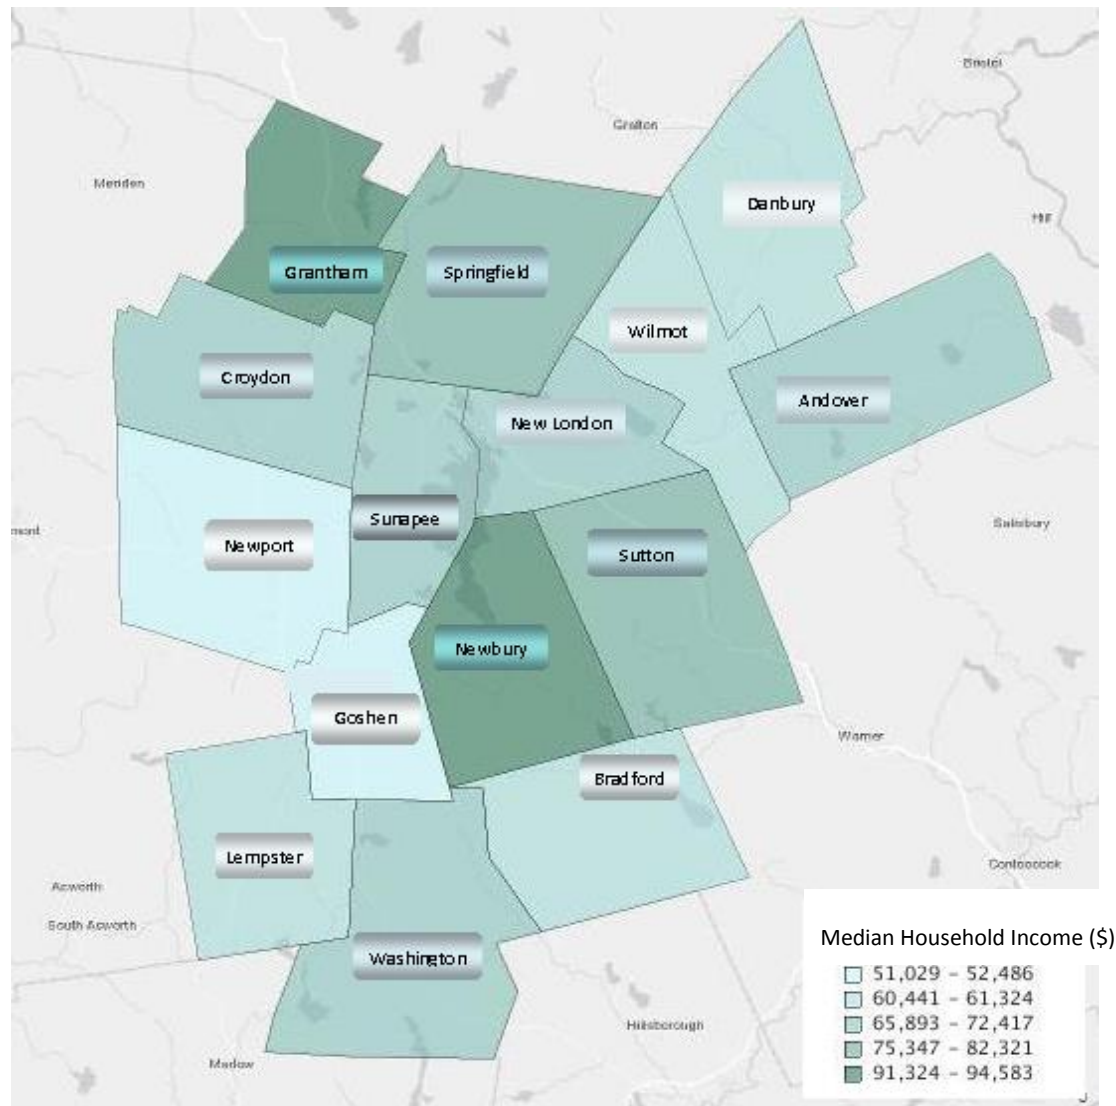 Bristol
Grafton
Meriden
Danbury
Hill
Grantham
Springfield
Wilmot
Croydon
Andover
New London
Sunapee
Salisbury
mont
Newport
Sutton
Newbury
Goshen
Warner
Bradford
Lempster
Contoocook
Acworth
South Acworth
Median Household Income ($)
Washington
51,029 - 52,486
60,441 - 61,324
65,893 - 72,417
75,347 - 82,321
91,324 - 94,583
Hillsborough
Marlow